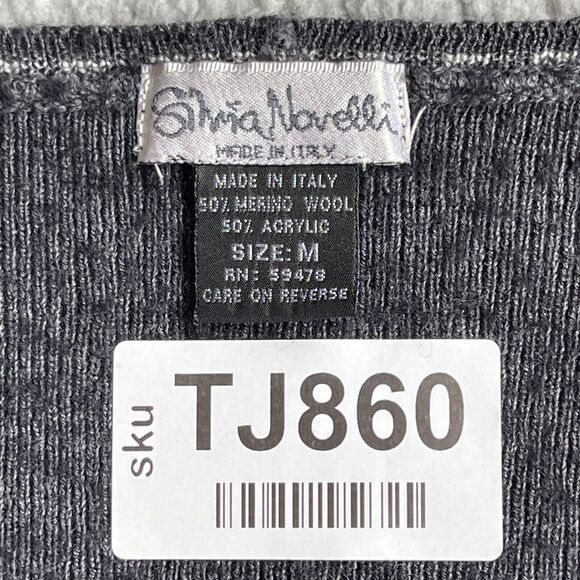 Silvia Novelli
MADE IN ITALY
MADE IN ITALY
50% MERINO WOOL
50% ACRYLIC
SIZE: M
RN: 59478
CARE ON REVERSE
sku
TJ860